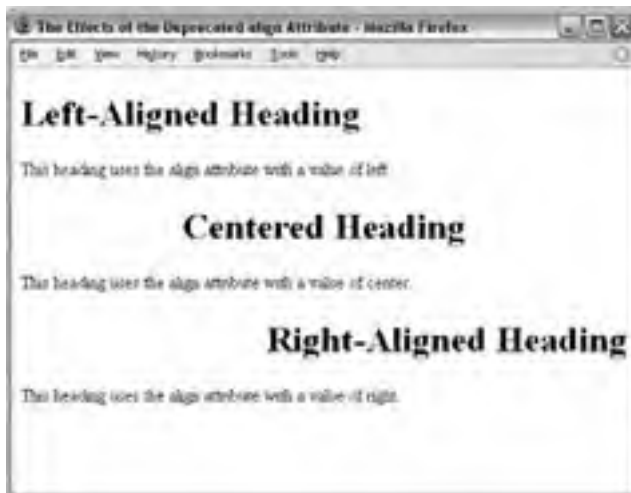 The Effects of the Deprecated align Attribute - Mozilla Firefox
File Edit View History Bookmarks Tools Help
Left-Aligned Heading
This heading uses the align attribute with a value of left.
Centered Heading
This heading uses the align attribute with a value of center.
Right-Aligned Heading
This heading uses the align attribute with a value of right.